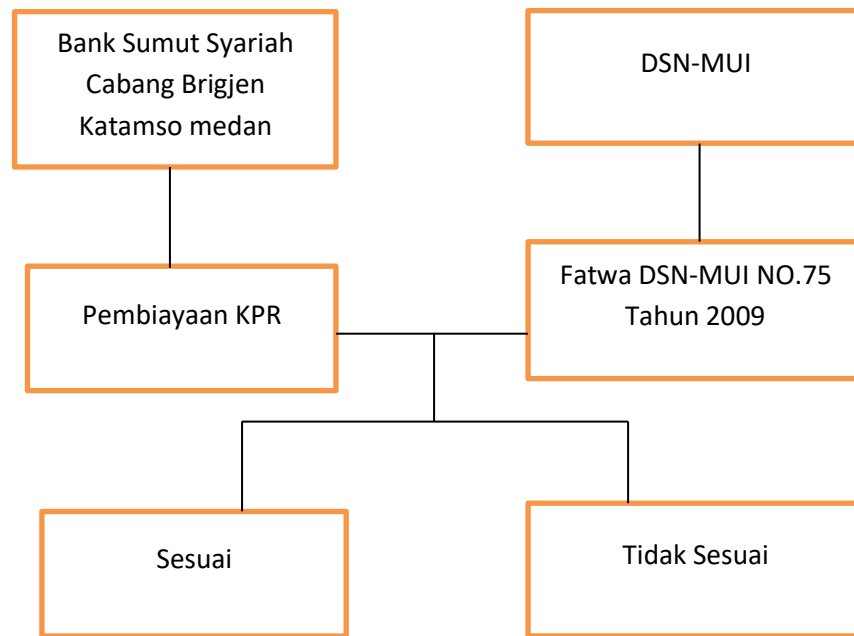 Bank Sumut Syariah
Cabang Brigjen
Katamso medan
DSN-MUI
Pembiayaan KPR
Fatwa DSN-MUI NO.75
Tahun 2009
Sesuai
Tidak Sesuai